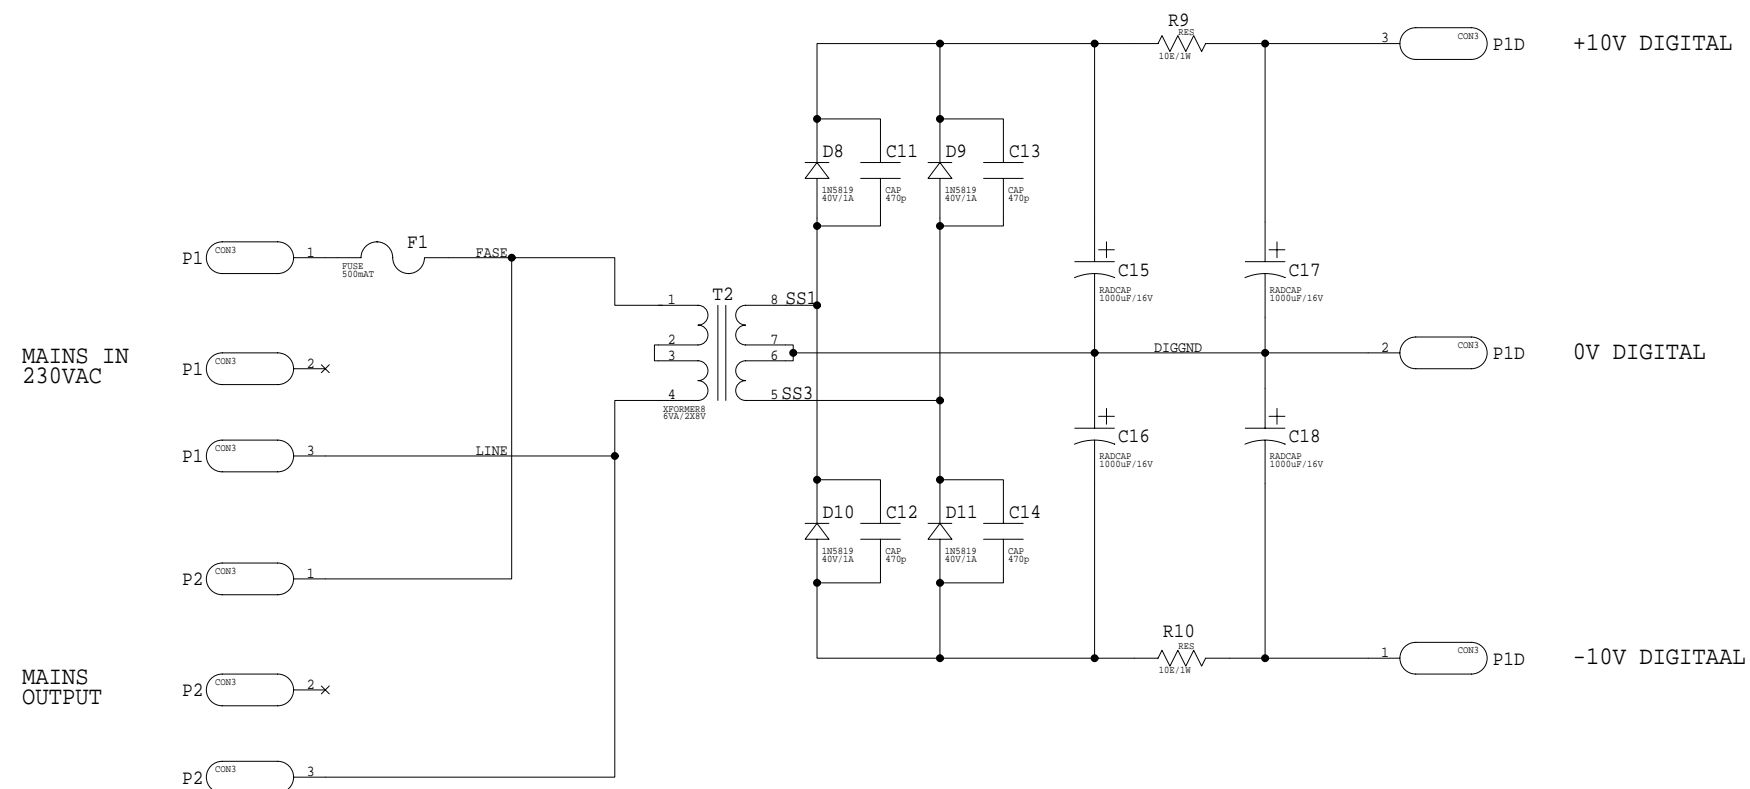 R9
RES
10E/1W
3
CON3
P1D
+10V DIGITAL
D8
1N5819
40V/1A
C11
CAP
470p
D9
1N5819
40V/1A
C13
CAP
470p
P1
CON3
1
F1
FUSE
500mAT
FASE
C15
RADCAP
1000uF/16V
C17
RADCAP
1000uF/16V
T2
1
2
3
4
8
SS1
7
6
5
SS3
XFORMER8
6VA/2X8V
MAINS IN
230VAC
P1
CON3
2
DIGGND
2
CON3
P1D
0V DIGITAL
P1
CON3
3
LINE
C16
RADCAP
1000uF/16V
C18
RADCAP
1000uF/16V
D10
1N5819
40V/1A
C12
CAP
470p
D11
1N5819
40V/1A
C14
CAP
470p
P2
CON3
1
R10
RES
10E/1W
1
CON3
P1D
-10V DIGITAAL
MAINS
OUTPUT
P2
CON3
2
P2
CON3
3